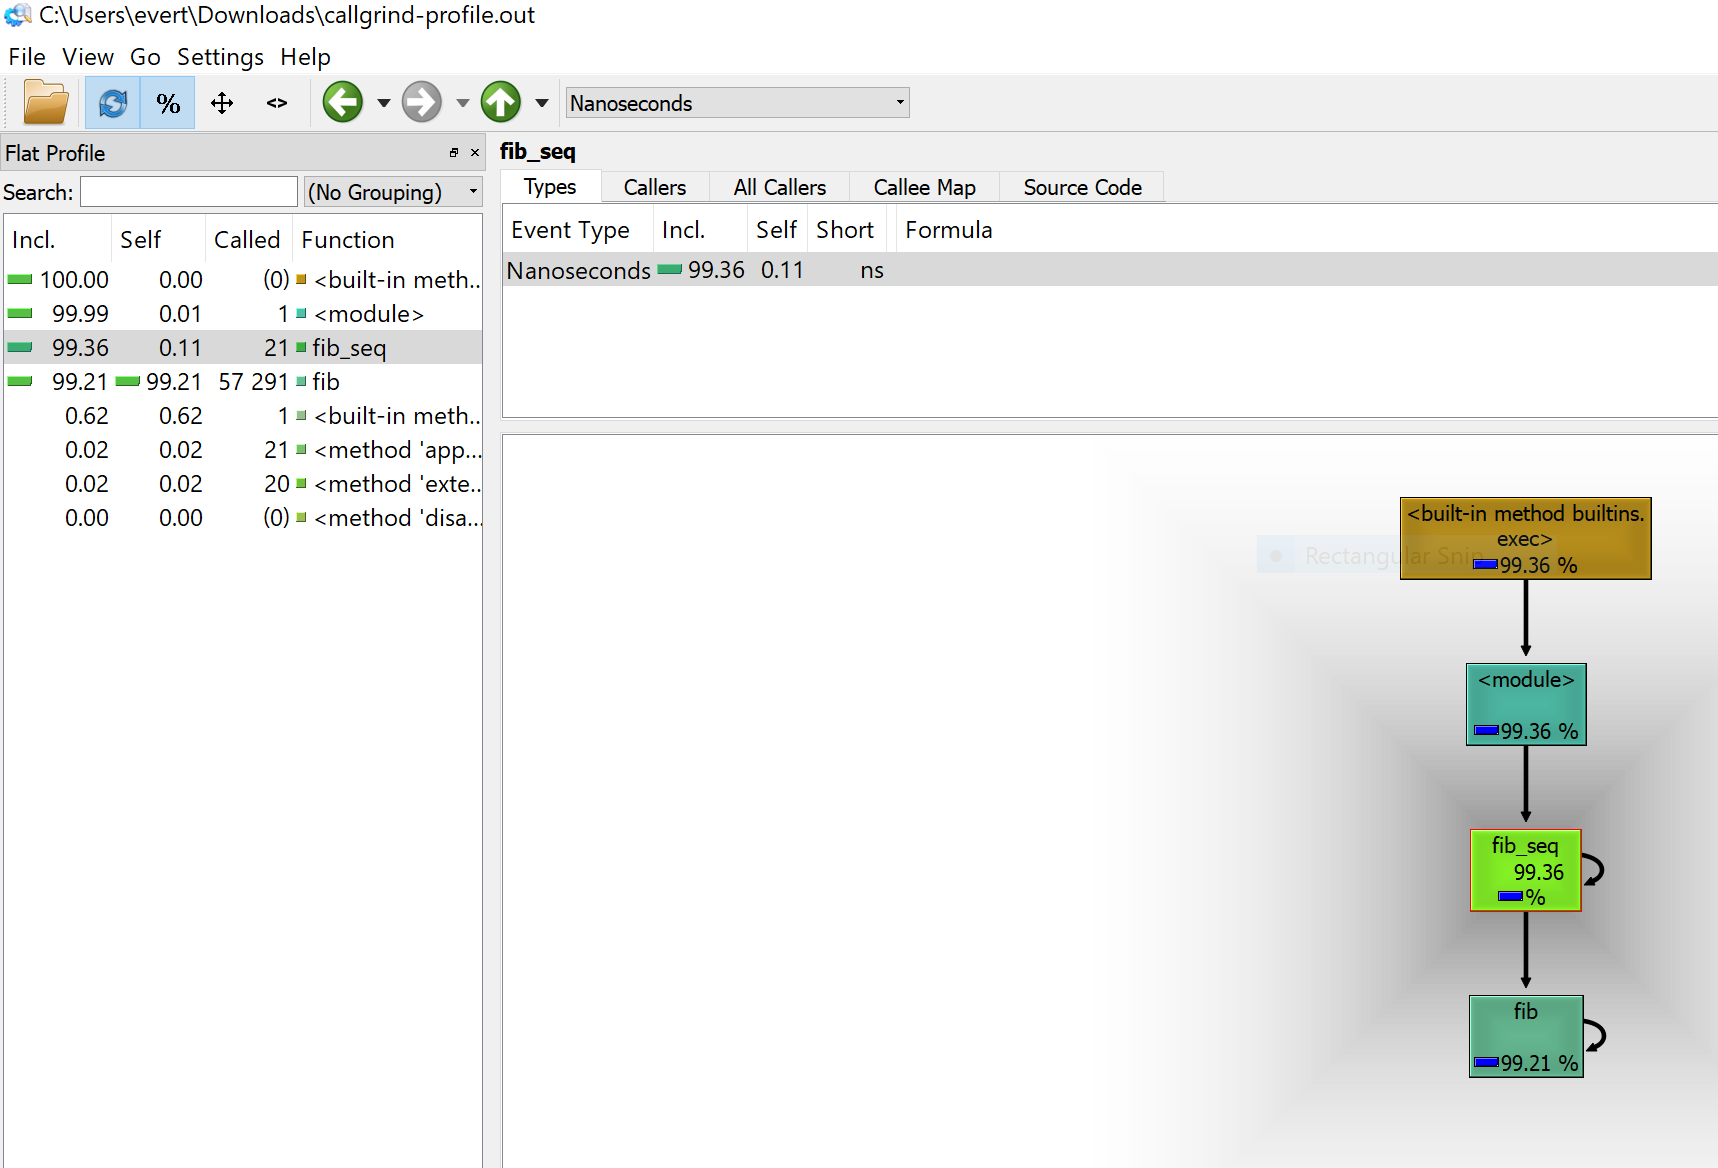 C:\Users\evert\Downloads\callgrind-profile.out
File View Go Settings Help
% <> Nanoseconds
Flat Profile
Search: (No Grouping)
Incl. Self Called Function
100.00 0.00 (0) <built-in meth...
99.99 0.01 1 <module>
99.36 0.11 21 fib_seq
99.21 99.21 57 291 fib
0.62 0.62 1 <built-in meth...
0.02 0.02 21 <method 'app...
0.02 0.02 20 <method 'exte...
0.00 0.00 (0) <method 'disa...
fib_seq
Types Callers All Callers Callee Map Source Code
Event Type Incl. Self Short Formula
Nanoseconds 99.36 0.11 ns
<built-in method builtins.
exec>
99.36 %
Rectangular Snip
<module>
99.36 %
fib_seq
99.36
%
fib
99.21 %